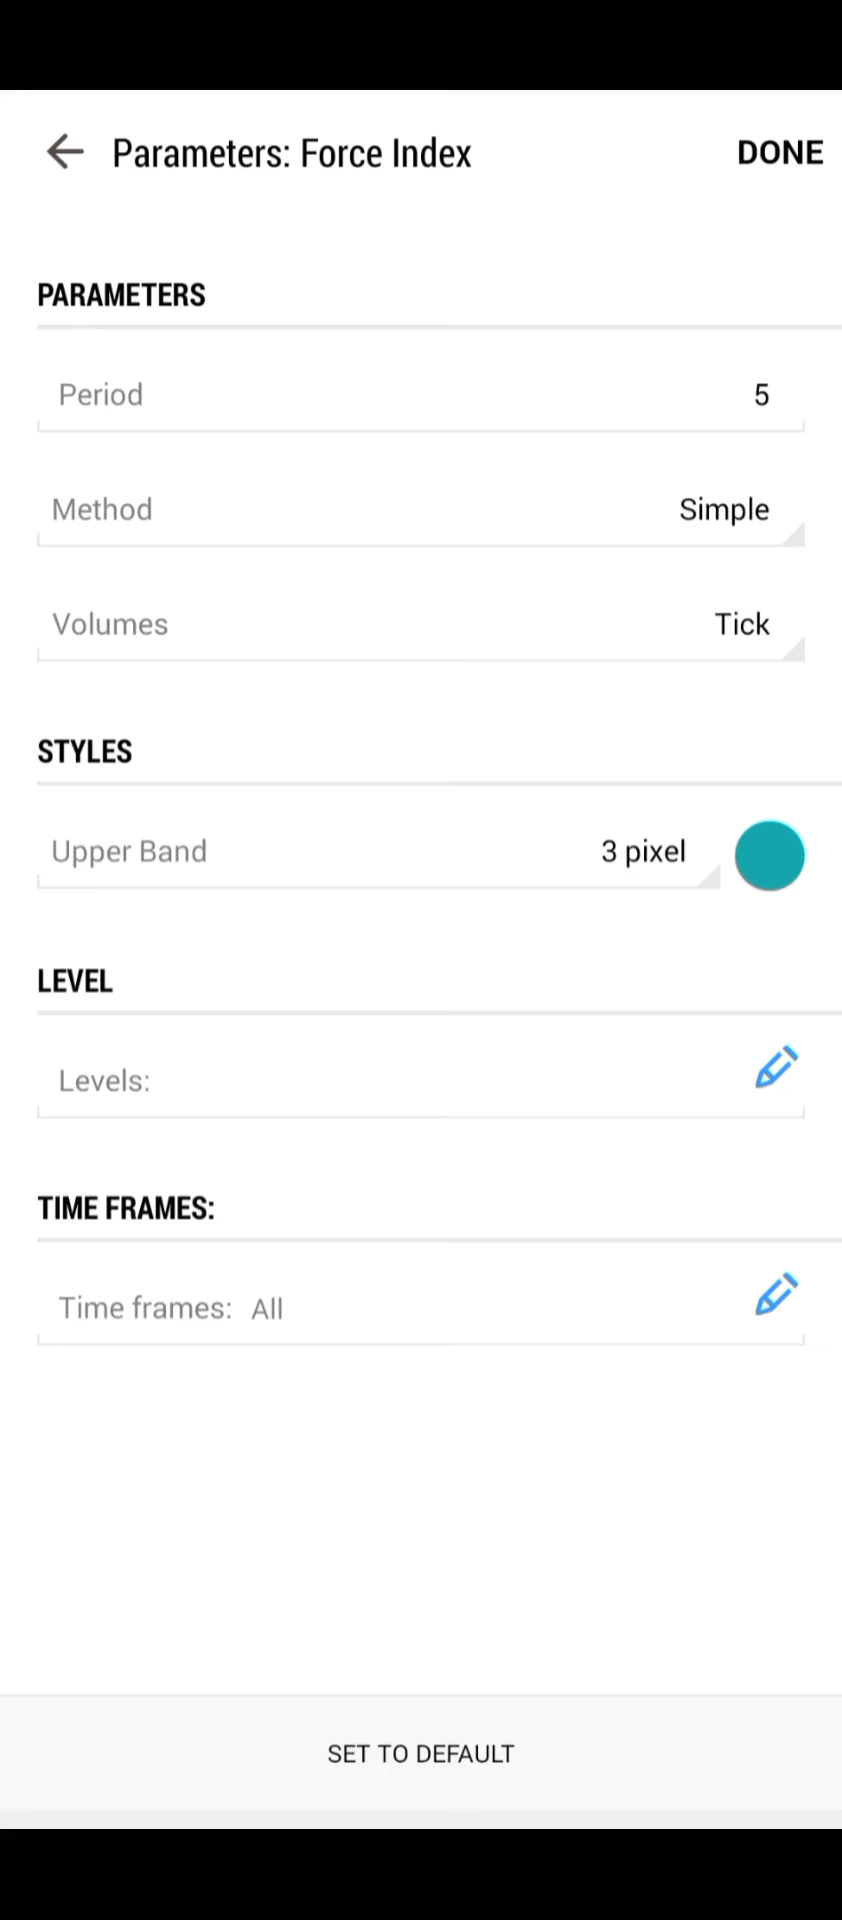 Parameters: Force Index DONE
PARAMETERS
Period 5
Method Simple
Volumes Tick
STYLES
Upper Band 3 pixel
LEVEL
Levels:
TIME FRAMES:
Time frames: All
SET TO DEFAULT